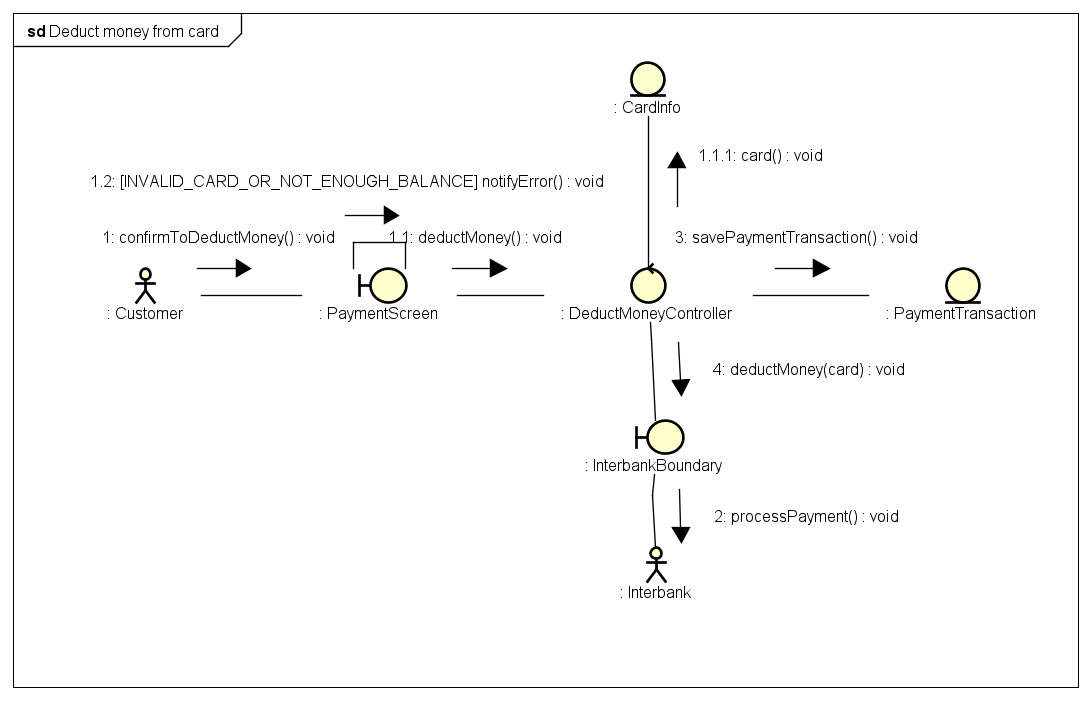 sd Deduct money from card
: CardInfo
1.1.1: card() : void
1.2: [INVALID_CARD_OR_NOT_ENOUGH_BALANCE] notifyError() : void
1: confirmToDeductMoney() : void
1.1: deductMoney() : void
3: savePaymentTransaction() : void
: Customer
: PaymentScreen
: DeductMoneyController
: PaymentTransaction
4: deductMoney(card) : void
: InterbankBoundary
2: processPayment() : void
: Interbank